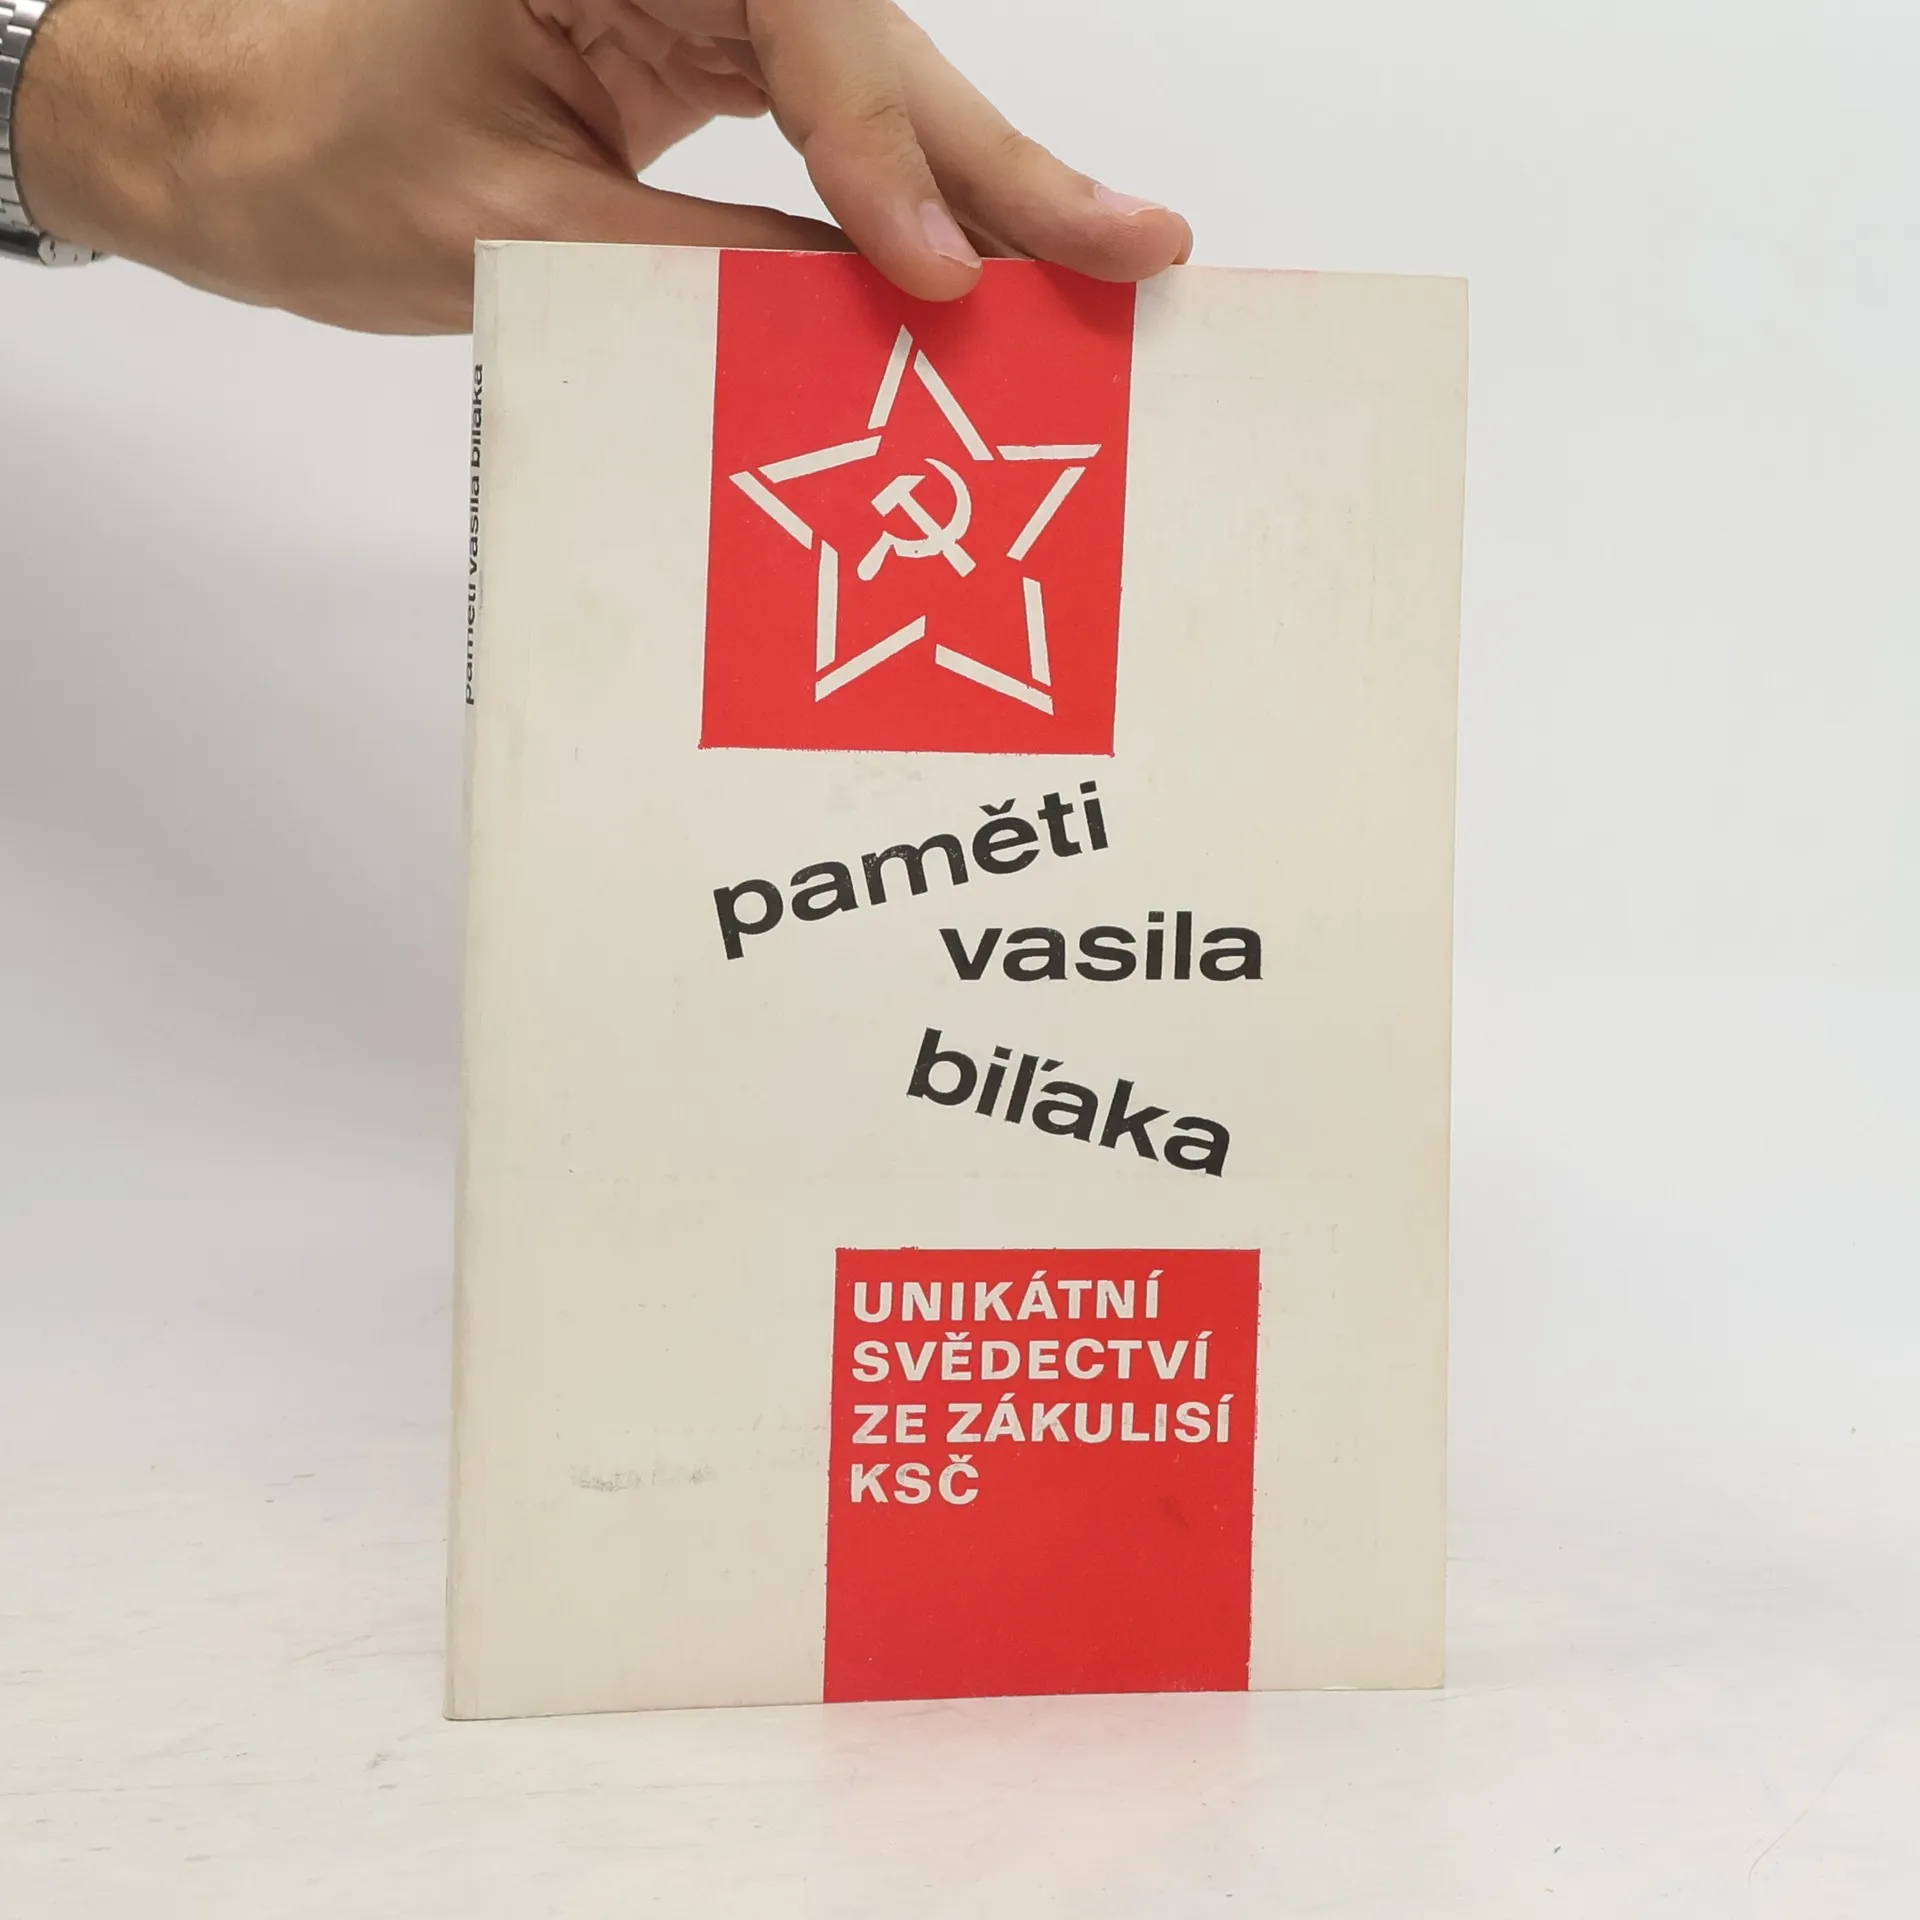 paměti vasila biľaka
paměti
vasila
biľaka
UNIKÁTNÍ
SVĚDECTVÍ
ZE ZÁKULISÍ
KSČ